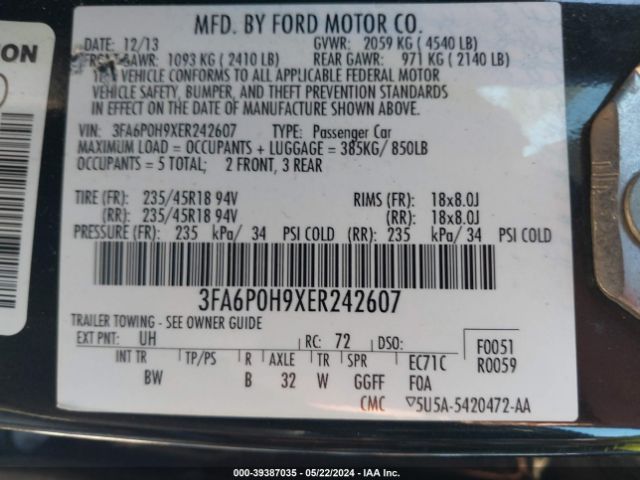 ON
MFD. BY FORD MOTOR CO.
DATE: 12/13 GVWR: 2059 KG ( 4540 LB)
GAWR: 1093 KG ( 2410 LB) REAR GAWR: 971 KG ( 2140 LB)
VEHICLE CONFORMS TO ALL APPLICABLE FEDERAL MOTOR
VEHICLE SAFETY, BUMPER, AND THEFT PREVENTION STANDARDS
IN EFFECT ON THE DATE OF MANUFACTURE SHOWN ABOVE.
VIN: 3FA6P0H9XER242607 TYPE: Passenger Car
MAXIMUM LOAD = OCCUPANTS + LUGGAGE = 385KG/ 850LB
OCCUPANTS = 5 TOTAL; 2 FRONT, 3 REAR
TIRE (FR): 235/45R18 94V RIMS (FR): 18x8.0J
(RR): 235/45R18 94V (RR): 18x8.0J
PRESSURE (FR): 235 kPa/ 34 PSI COLD (RR): 235 kPa/ 34 PSI COLD
3FA6P0H9XER242607
TRAILER TOWING - SEE OWNER GUIDE
EXT PNT: UH RC: 72 DSO: F0051
INT TR TP/PS R AXLE TR SPR EC71C R0059
BW B 32 W GGFF F0A
CMC ▽5U5A-5420472-AA
000-39387035 - 05/22/2024 - IAA Inc.